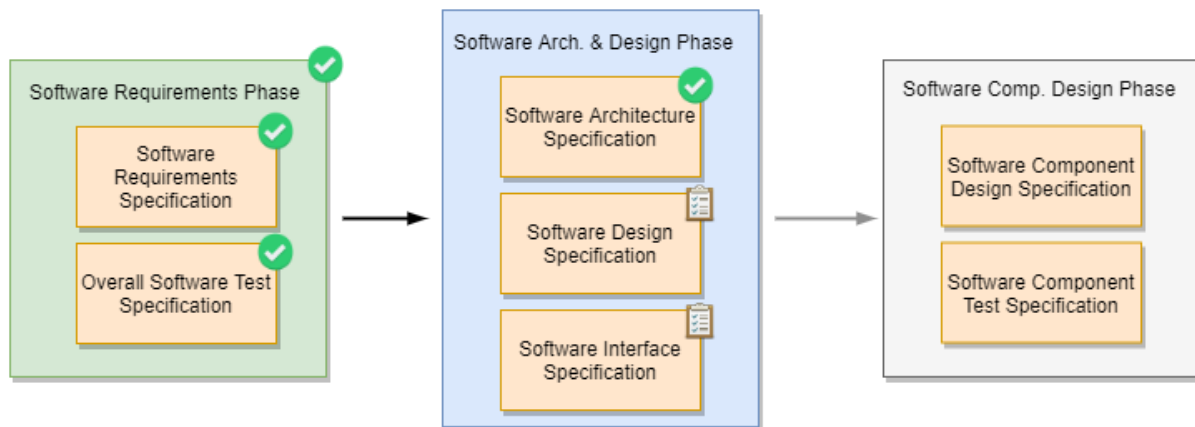 Software Requirements Phase
Software
Requirements
Specification
Overall Software Test
Specification
Software Arch. & Design Phase
Software Architecture
Specification
Software Design
Specification
Software Interface
Specification
Software Comp. Design Phase
Software Component
Design Specification
Software Component
Test Specification